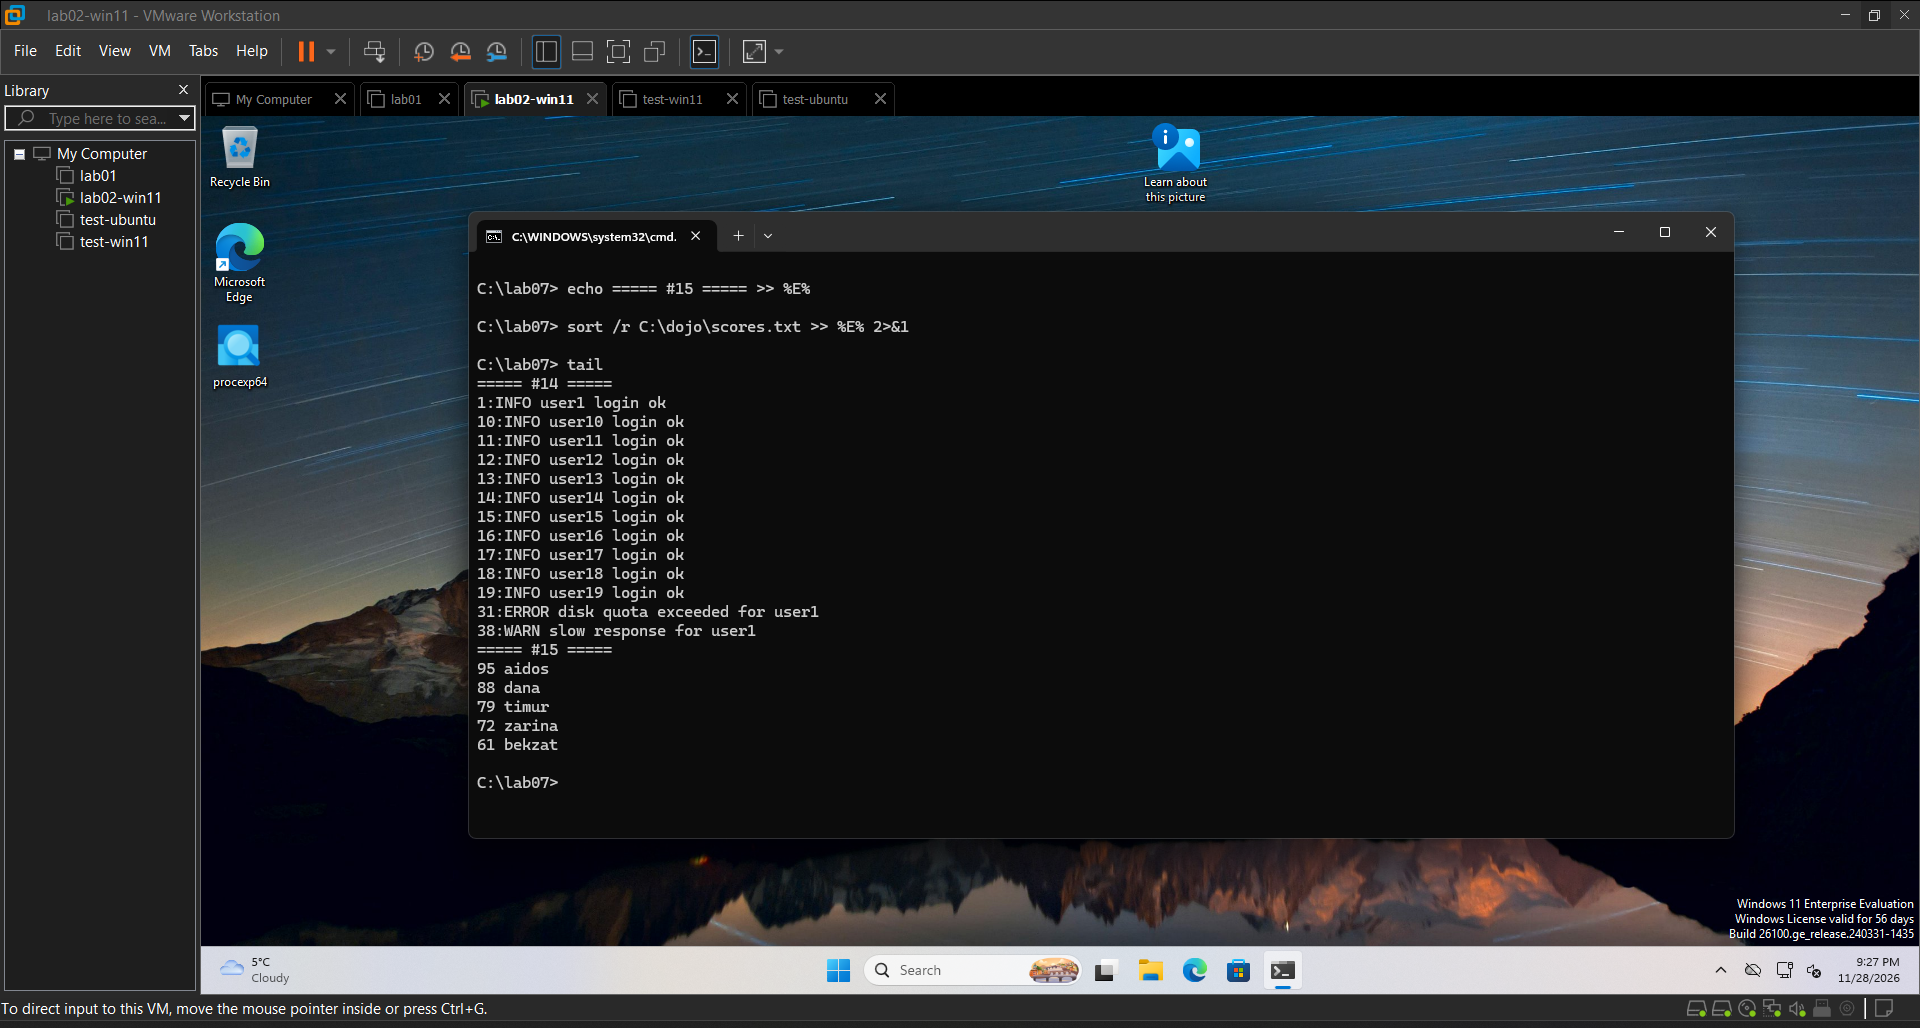 lab02-win11 - VMware Workstation
File Edit View VM Tabs Help
Library
Type here to sea...
My Computer
lab01
lab02-win11
test-ubuntu
test-win11
My Computer lab01 lab02-win11 test-win11 test-ubuntu
Recycle Bin
Microsoft
Edge
procexp64
Learn about
this picture
C:\WINDOWS\system32\cmd.
C:\lab07> echo ===== #15 ===== >> %E%
C:\lab07> sort /r C:\dojo\scores.txt >> %E% 2>&1
C:\lab07> tail
===== #14 =====
1:INFO user1 login ok
10:INFO user10 login ok
11:INFO user11 login ok
12:INFO user12 login ok
13:INFO user13 login ok
14:INFO user14 login ok
15:INFO user15 login ok
16:INFO user16 login ok
17:INFO user17 login ok
18:INFO user18 login ok
19:INFO user19 login ok
31:ERROR disk quota exceeded for user1
38:WARN slow response for user1
===== #15 =====
95 aidos
88 dana
79 timur
72 zarina
61 bekzat
C:\lab07>
Windows 11 Enterprise Evaluation
Windows License valid for 56 days
Build 26100.ge_release.240331-1435
5°C
Cloudy
Search
9:27 PM
11/28/2026
To direct input to this VM, move the mouse pointer inside or press Ctrl+G.